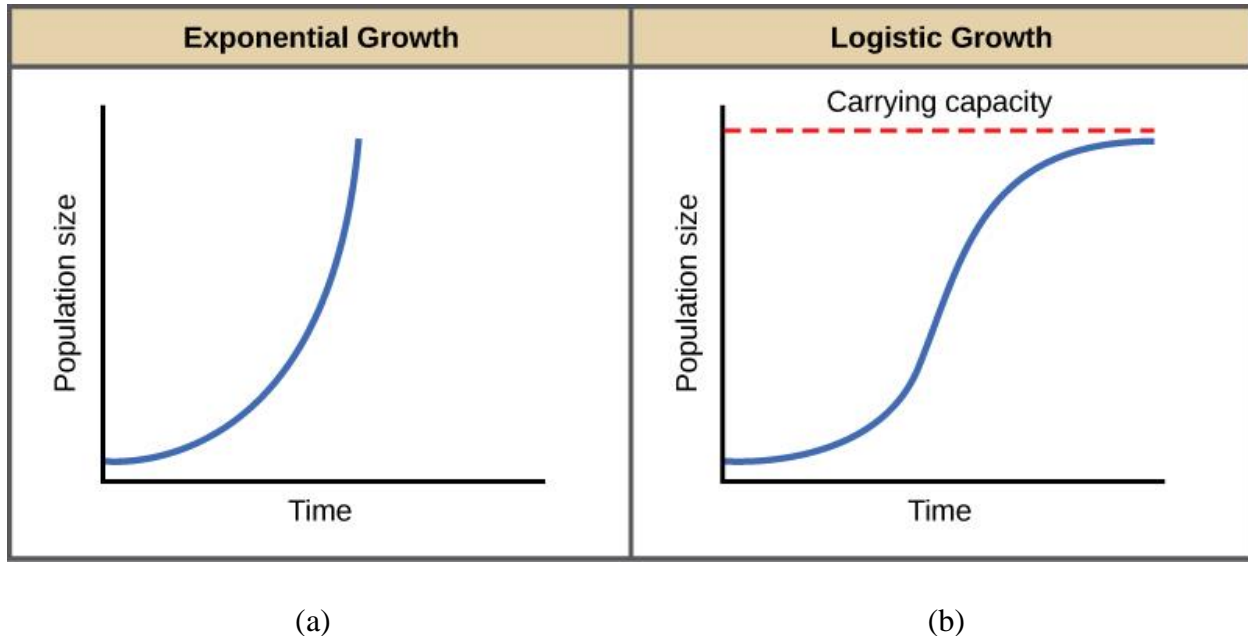 Exponential Growth
Logistic Growth
Population size
Time
Carrying capacity
Population size
Time
(a)
(b)